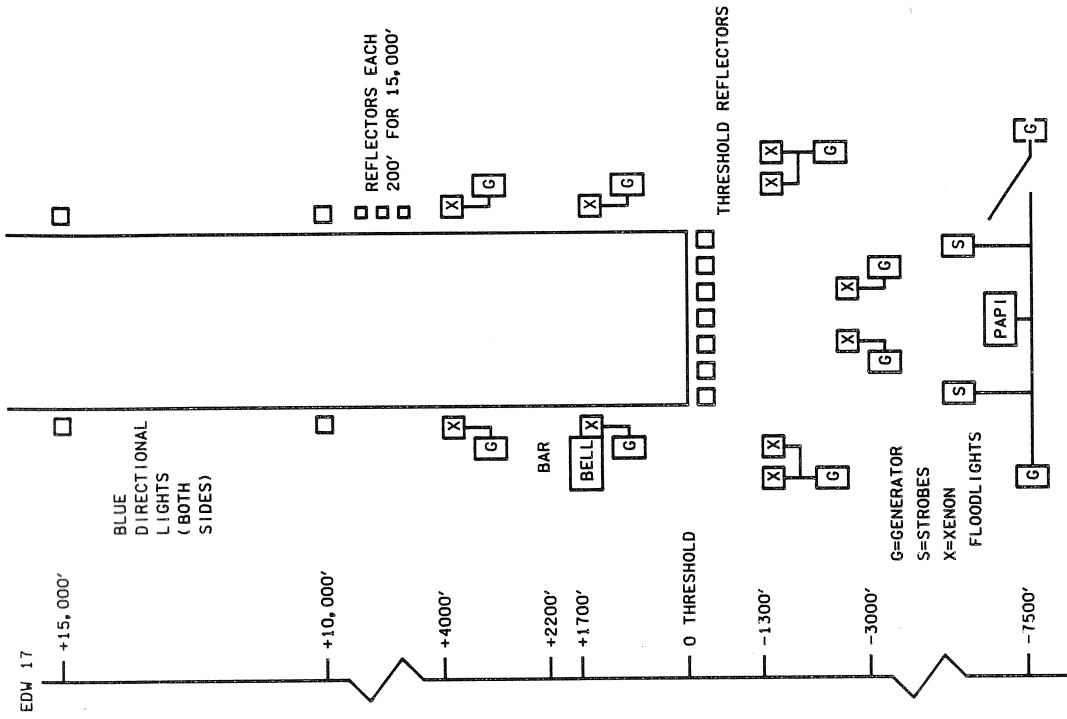 EDW 17
+15,000'
+10,000'
+4000'
+2200'
+1700'
0 THRESHOLD
-1300'
-3000'
-7500'
BLUE
DIRECTIONAL
LIGHTS
(BOTH
SIDES)
REFLECTORS EACH
200' FOR 15,000'
X
G
X
G
BAR
BELL
X
G
X
G
THRESHOLD REFLECTORS
X
X
G
X
X
G
X
G
X
G
G=GENERATOR
S=STROBES
X=XENON
FLOODLIGHTS
S
S
PAPI
G
G